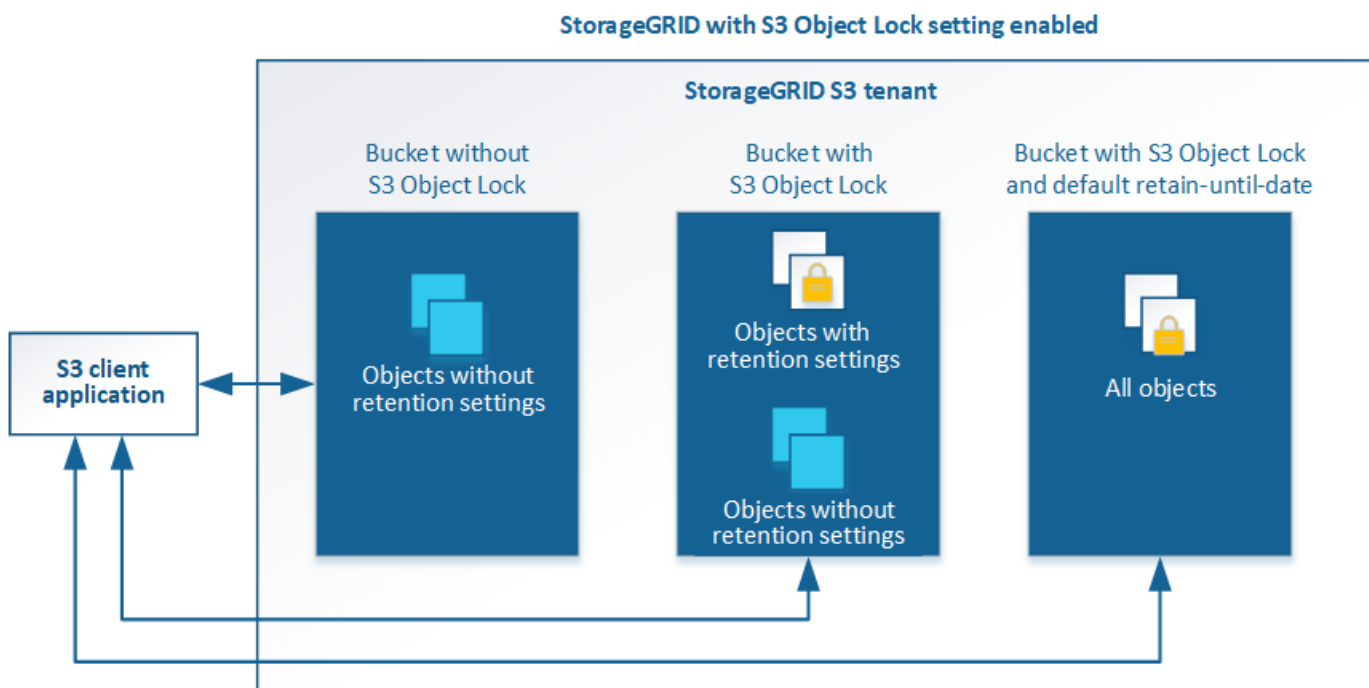 StorageGRID with S3 Object Lock setting enabled
StorageGRID S3 tenant
Bucket without
S3 Object Lock
Bucket with
S3 Object Lock
Bucket with S3 Object Lock
and default retain-until-date
S3 client
application
Objects without
retention settings
Objects with
retention settings
Objects without
retention settings
All objects